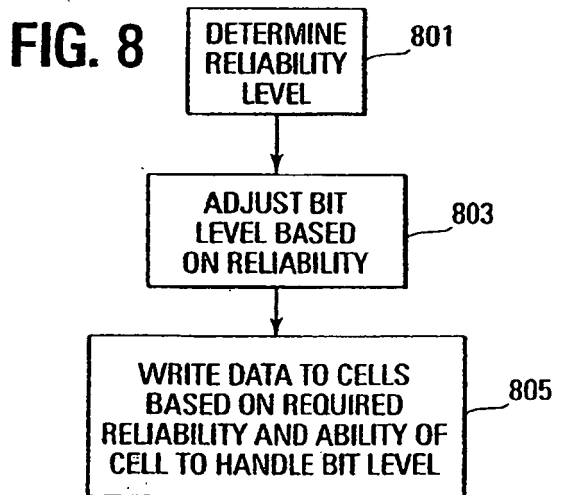 FIG. 8
DETERMINE
RELIABILITY
LEVEL
801
ADJUST BIT
LEVEL BASED
ON RELIABILITY
803
WRITE DATA TO CELLS
BASED ON REQUIRED
RELIABILITY AND ABILITY OF
CELL TO HANDLE BIT LEVEL
805